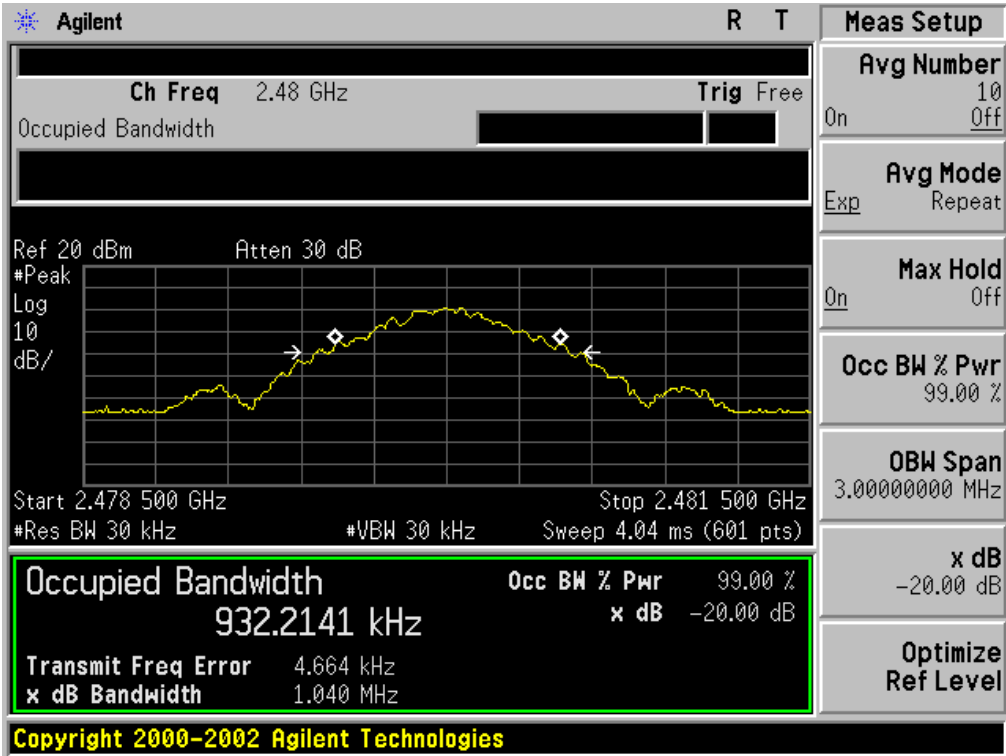 Agilent R T
Meas Setup
Ch Freq 2.48 GHz Trig Free
Occupied Bandwidth
Ref 20 dBm Atten 30 dB
#Peak
Log
10
dB/
Start 2.478 500 GHz Stop 2.481 500 GHz
#Res BW 30 kHz #VBW 30 kHz Sweep 4.04 ms (601 pts)
Occupied Bandwidth
932.2141 kHz
Occ BW % Pwr 99.00 %
x dB -20.00 dB
Transmit Freq Error 4.664 kHz
x dB Bandwidth 1.040 MHz
Avg Number
10
On Off
Avg Mode
Exp Repeat
Max Hold
On Off
Occ BW % Pwr
99.00 %
OBW Span
3.00000000 MHz
x dB
-20.00 dB
Optimize
Ref Level
Copyright 2000-2002 Agilent Technologies